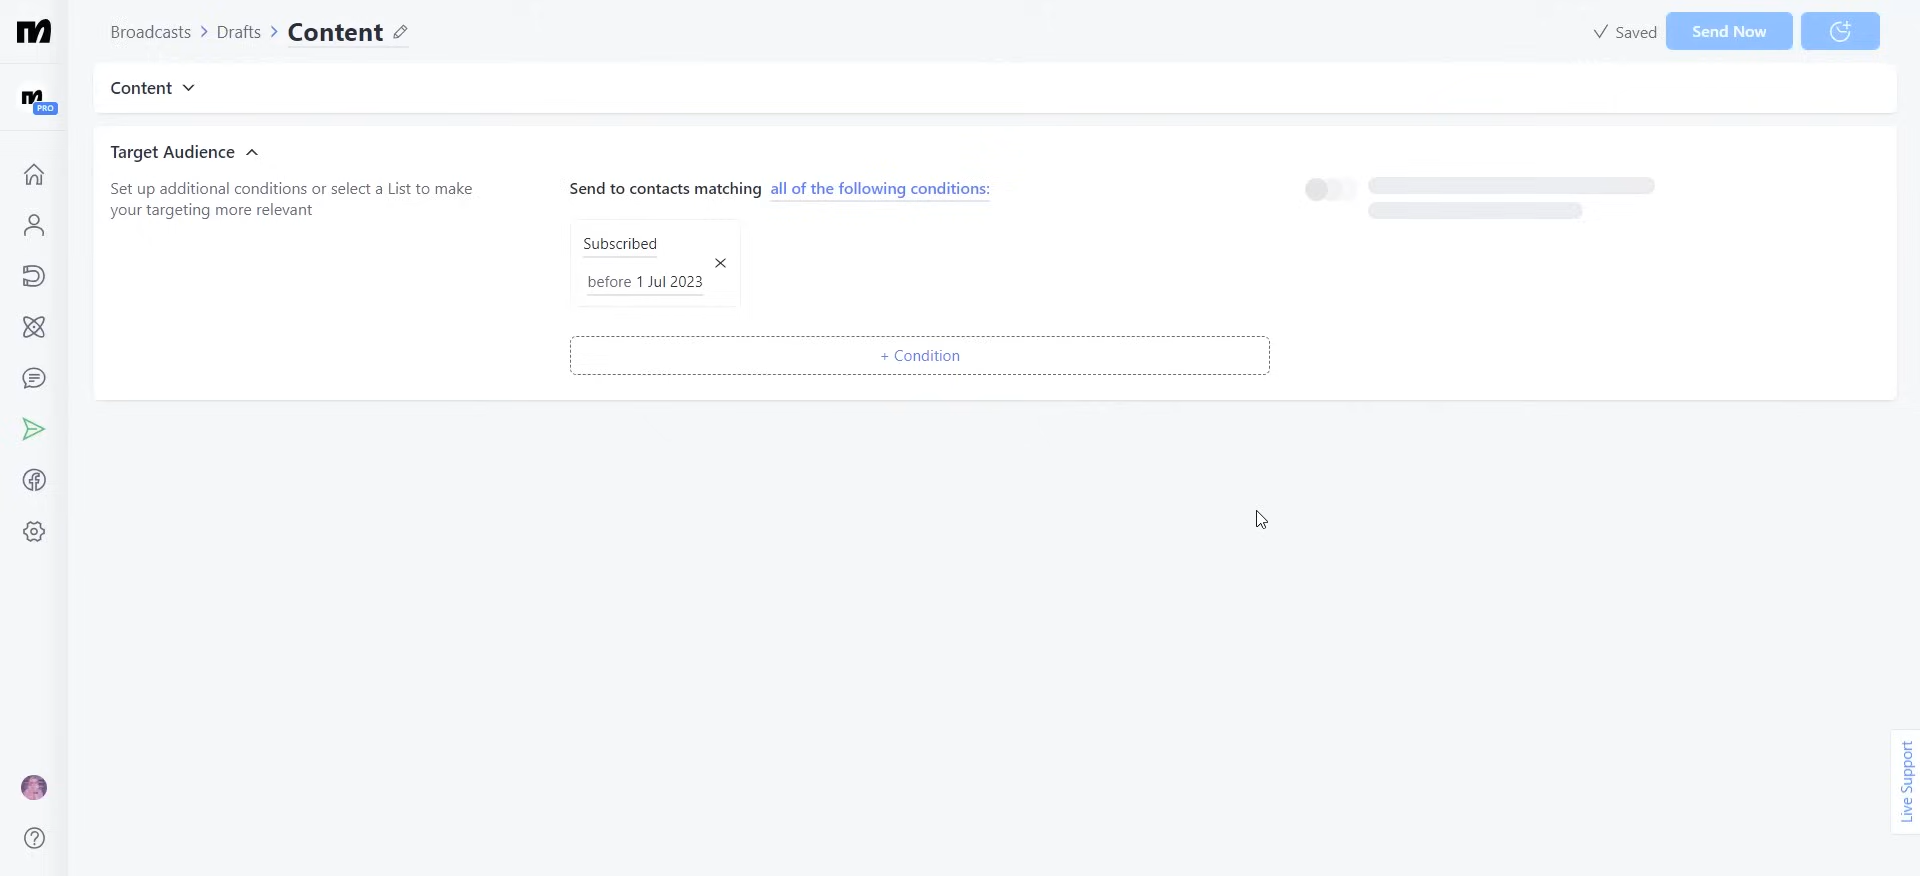 Broadcasts > Drafts > Content
Saved
Send Now
PRO
Content
Target Audience
Set up additional conditions or select a List to make
your targeting more relevant
Send to contacts matching all of the following conditions:
Subscribed
before 1 Jul 2023
+ Condition
Live Support